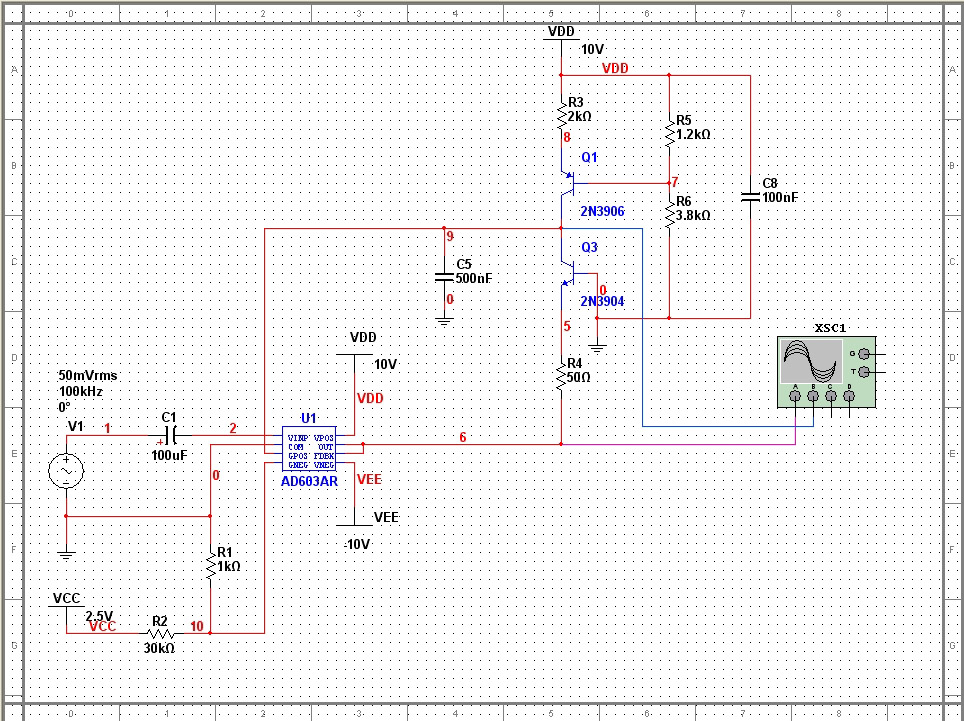 0 1 2 3 4 5 6 7 8
A A
B B
C C
D D
E E
F F
G G
VDD
10V
VDD
R3
2kΩ
8
R5
1.2kΩ
Q1
7
2N3906
R6
3.8kΩ
C8
100nF
9
Q3
C5
500nF
0
0
2N3904
5
VDD
10V
VDD
R4
50Ω
XSC1
G
T
A B C D
50mVrms
100kHz
0°
V1
1
C1
+
100uF
2
U1
VINP VPOS
COM OUT
GPOS FDBK
GNEG VNEG
AD603AR
6
0
VEE
VEE
-10V
R1
1kΩ
VCC
2.5V
VCC
R2
30kΩ
10
0 1 2 3 4 5 6 7 8